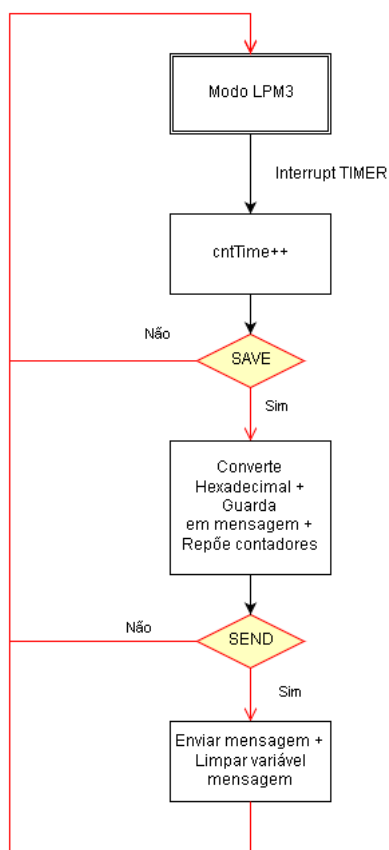 Modo LPM3
Interrupt TIMER
cntTime++
Não
SAVE
Sim
Converte
Hexadecimal +
Guarda
em mensagem +
Repõe contadores
Não
SEND
Sim
Enviar mensagem +
Limpar variável
mensagem